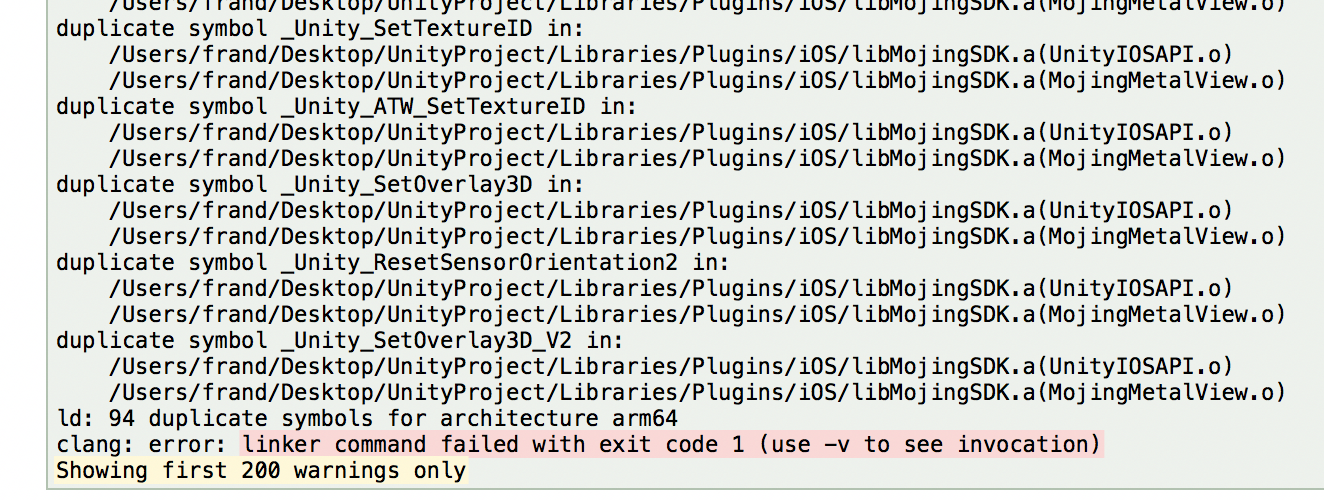 /Users/frand/Desktop/UnityProject/Libraries/Plugins/iOS/libMojingSDK.a(MojingMetalView.o)
duplicate symbol _Unity_SetTextureID in:
/Users/frand/Desktop/UnityProject/Libraries/Plugins/iOS/libMojingSDK.a(UnityIOSAPI.o)
/Users/frand/Desktop/UnityProject/Libraries/Plugins/iOS/libMojingSDK.a(MojingMetalView.o)
duplicate symbol _Unity_ATW_SetTextureID in:
/Users/frand/Desktop/UnityProject/Libraries/Plugins/iOS/libMojingSDK.a(UnityIOSAPI.o)
/Users/frand/Desktop/UnityProject/Libraries/Plugins/iOS/libMojingSDK.a(MojingMetalView.o)
duplicate symbol _Unity_SetOverlay3D in:
/Users/frand/Desktop/UnityProject/Libraries/Plugins/iOS/libMojingSDK.a(UnityIOSAPI.o)
/Users/frand/Desktop/UnityProject/Libraries/Plugins/iOS/libMojingSDK.a(MojingMetalView.o)
duplicate symbol _Unity_ResetSensorOrientation2 in:
/Users/frand/Desktop/UnityProject/Libraries/Plugins/iOS/libMojingSDK.a(UnityIOSAPI.o)
/Users/frand/Desktop/UnityProject/Libraries/Plugins/iOS/libMojingSDK.a(MojingMetalView.o)
duplicate symbol _Unity_SetOverlay3D_V2 in:
/Users/frand/Desktop/UnityProject/Libraries/Plugins/iOS/libMojingSDK.a(UnityIOSAPI.o)
/Users/frand/Desktop/UnityProject/Libraries/Plugins/iOS/libMojingSDK.a(MojingMetalView.o)
ld: 94 duplicate symbols for architecture arm64
clang: error: linker command failed with exit code 1 (use -v to see invocation)
Showing first 200 warnings only